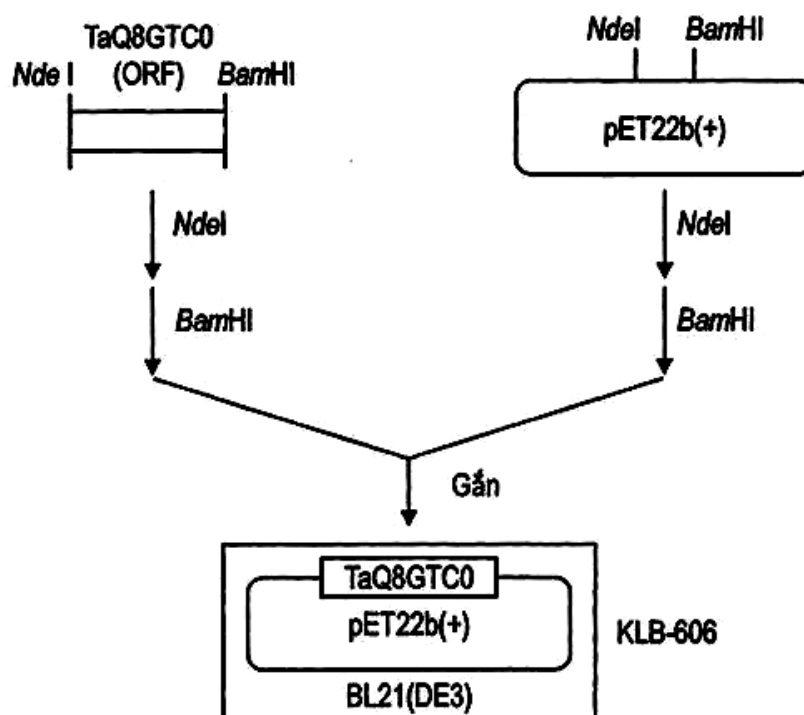 TaQ8GTC0
Nde I (ORF) BamHI
NdeI BamHI
pET22b(+)
NdeI NdeI
BamHI BamHI
Gắn
TaQ8GTC0
pET22b(+)
KLB-606
BL21(DE3)